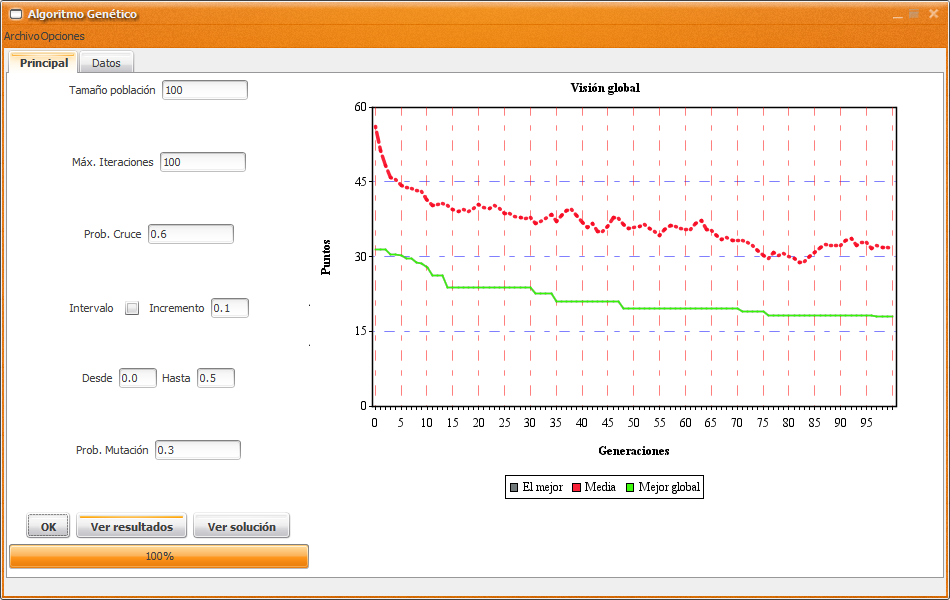 Algoritmo Genético
Archivo Opciones
Principal Datos
Tamaño población 100
Máx. Iteraciones 100
Prob. Cruce 0.6
Intervalo Incremento 0.1
Desde 0.0 Hasta 0.5
Prob. Mutación 0.3
OK Ver resultados Ver solución
100%
Visión global
Puntos
60
45
30
15
0
0 5 10 15 20 25 30 35 40 45 50 55 60 65 70 75 80 85 90 95
Generaciones
El mejor Media Mejor global